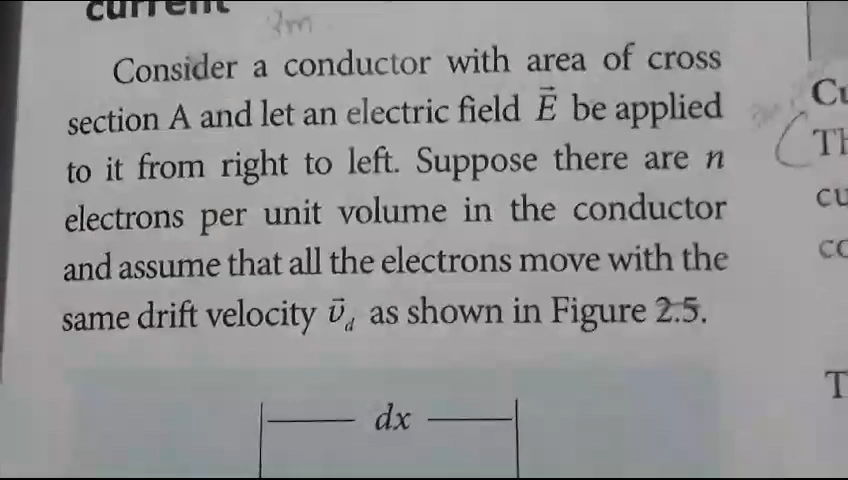 current
Consider a conductor with area of cross
section A and let an electric field E⃗ be applied
to it from right to left. Suppose there are n
electrons per unit volume in the conductor
and assume that all the electrons move with the
same drift velocity v⃗d as shown in Figure 2.5.
dx